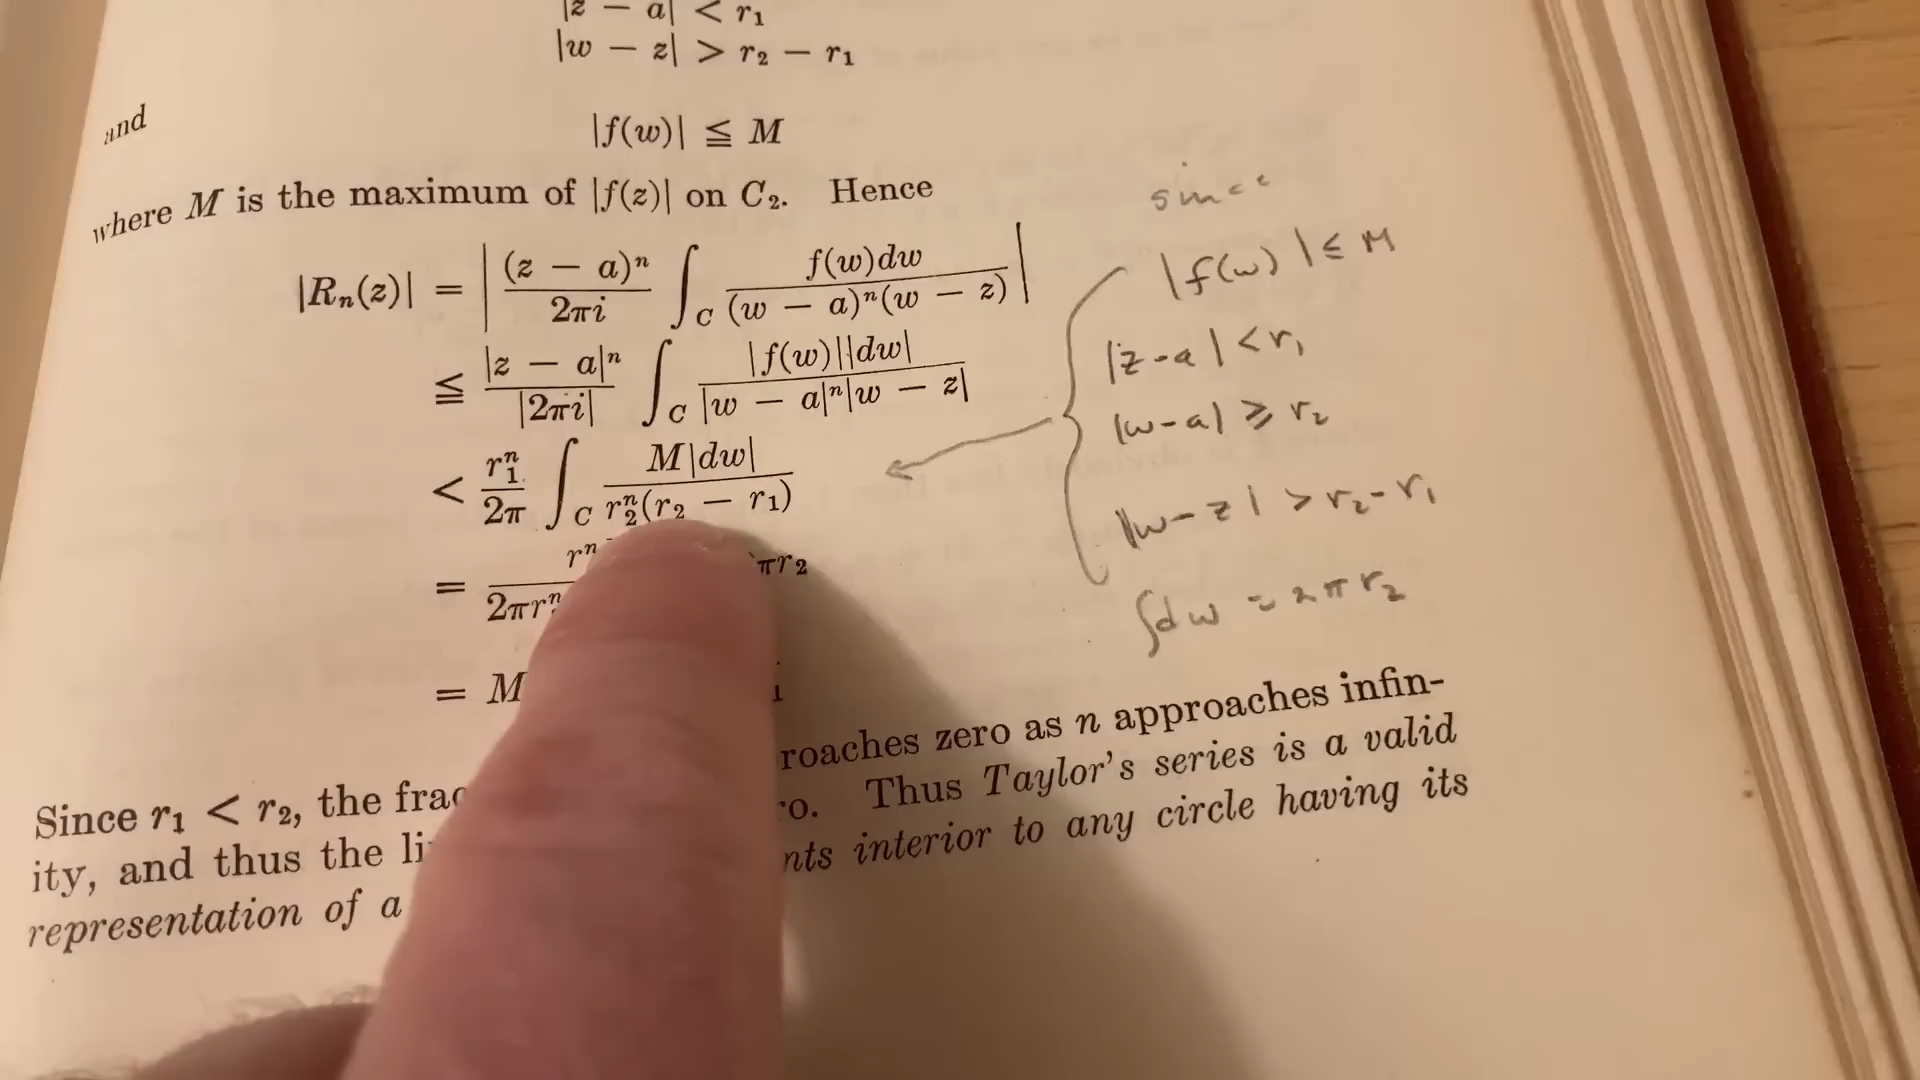 |z − a| < r₁
|w − z| > r₂ − r₁
and
|f(w)| ≦ M
where M is the maximum of |f(z)| on C₂. Hence
|Rₙ(z)| = | (z − a)ⁿ / 2πi ∫_C f(w)dw / (w − a)ⁿ(w − z) |
≦ |z − a|ⁿ / |2πi| ∫_C |f(w)||dw| / |w − a|ⁿ|w − z|
< r₁ⁿ / 2π ∫_C M|dw| / r₂ⁿ(r₂ − r₁)
= rⁿ / 2πrⁿ πr₂
= M 1
Since r₁ < r₂, the frac roaches zero as n approaches infin-
ity, and thus the li o. Thus Taylor's series is a valid
representation of a nts interior to any circle having its
since
|f(w)| ≤ M
|z-a| < r₁
|w-a| ⩾ r₂
|w-z| > r₂-r₁
∫dw = 2πr₂